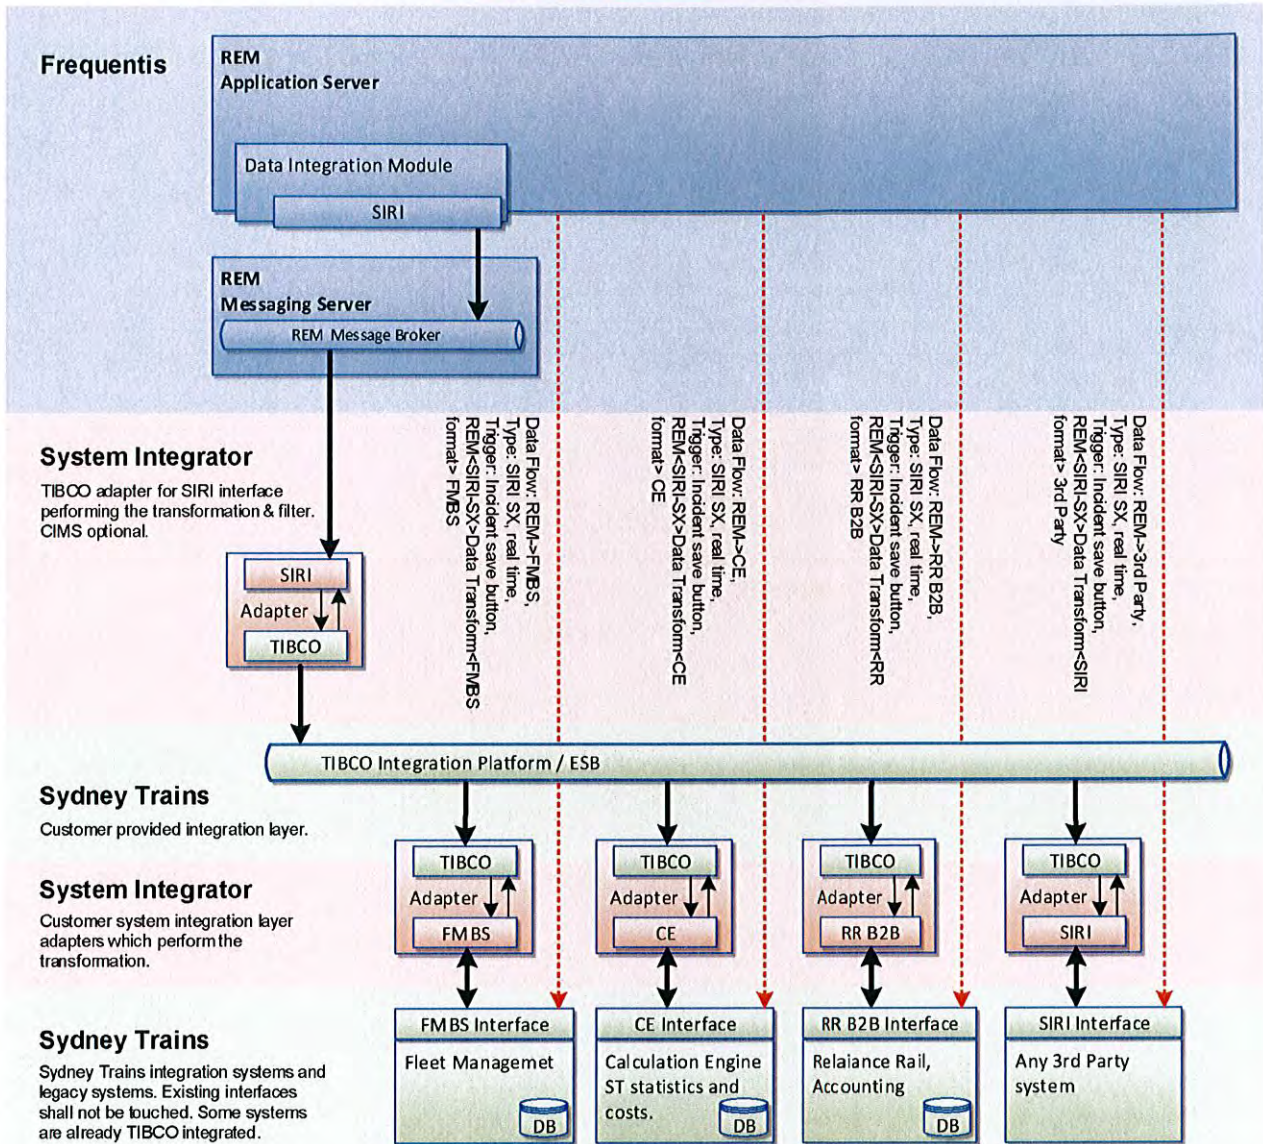 Frequentis
REM
Application Server
Data Integration Module
SIRI
REM
Messaging Server
REM Message Broker
System Integrator
TIBCO adapter for SIRI interface
performing the transformation & filter.
CIMS optional.
SIRI
Adapter
TIBCO
Data Flow: REM->FMBS,
Type: SIRI SX, real time,
Trigger: Incident save button,
REM<SIRI-SX>Data Transform<FMBS
format> FMBS
Data Flow: REM->CE,
Type: SIRI SX, real time,
Trigger: Incident save button,
REM<SIRI-SX>Data Transform<CE
format> CE
Data Flow: REM->RR B2B,
Type: SIRI SX, real time,
Trigger: Incident save button,
REM<SIRI-SX>Data Transform<RR
format> RR B2B
Data Flow: REM->3rd Party,
Type: SIRI SX, real time,
Trigger: Incident save button,
REM<SIRI-SX>Data Transform<SIRI
format> 3rd Party
TIBCO Integration Platform / ESB
Sydney Trains
Customer provided integration layer.
System Integrator
Customer system integration layer
adapters which perform the
transformation.
TIBCO
Adapter
FMBS
TIBCO
Adapter
CE
TIBCO
Adapter
RR B2B
TIBCO
Adapter
SIRI
Sydney Trains
Sydney Trains integration systems and
legacy systems. Existing interfaces
shall not be touched. Some systems
are already TIBCO integrated.
FMBS Interface
Fleet Managemet
DB
CE Interface
Calculation Engine
ST statistics and
costs.
DB
RR B2B Interface
Relaiance Rail,
Accounting
DB
SIRI Interface
Any 3rd Party
system